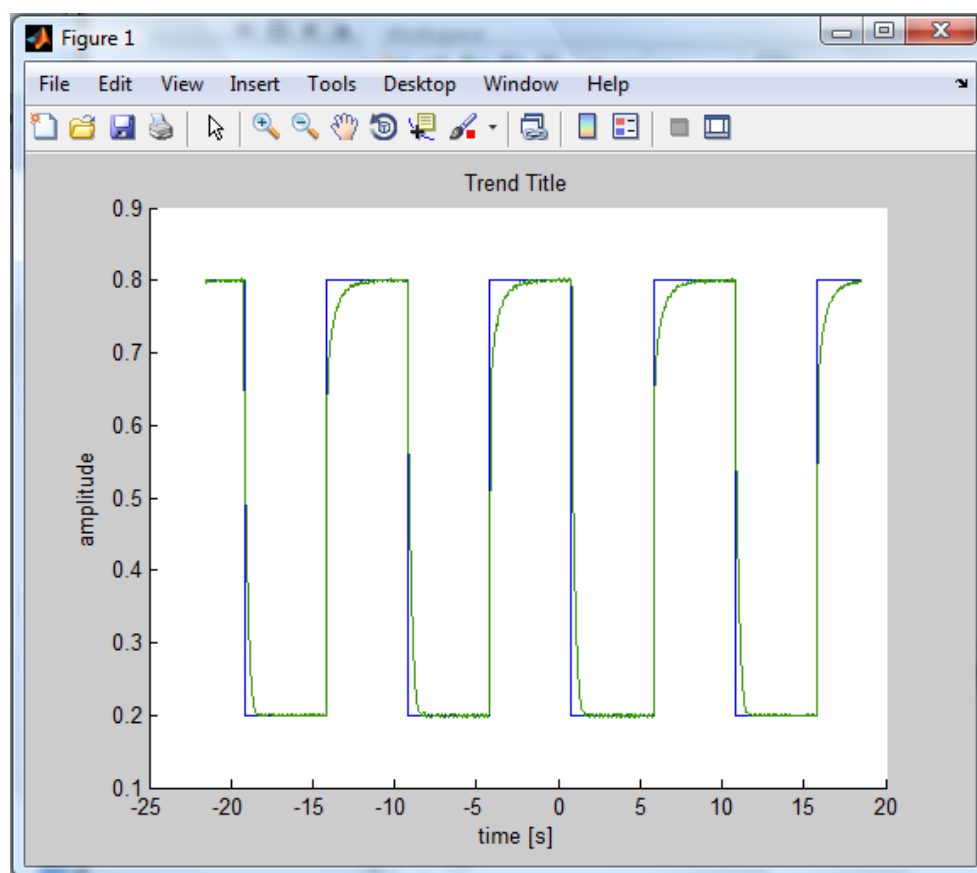 Figure 1
File Edit View Insert Tools Desktop Window Help
Trend Title
0.9
0.8
0.7
0.6
0.5
0.4
0.3
0.2
0.1
amplitude
-25 -20 -15 -10 -5 0 5 10 15 20
time [s]